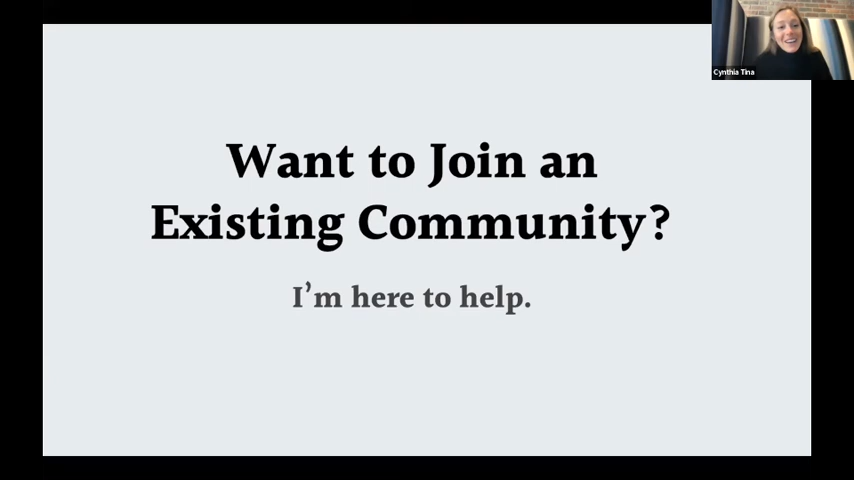 Cynthia Tina
Want to Join an
Existing Community?
I'm here to help.